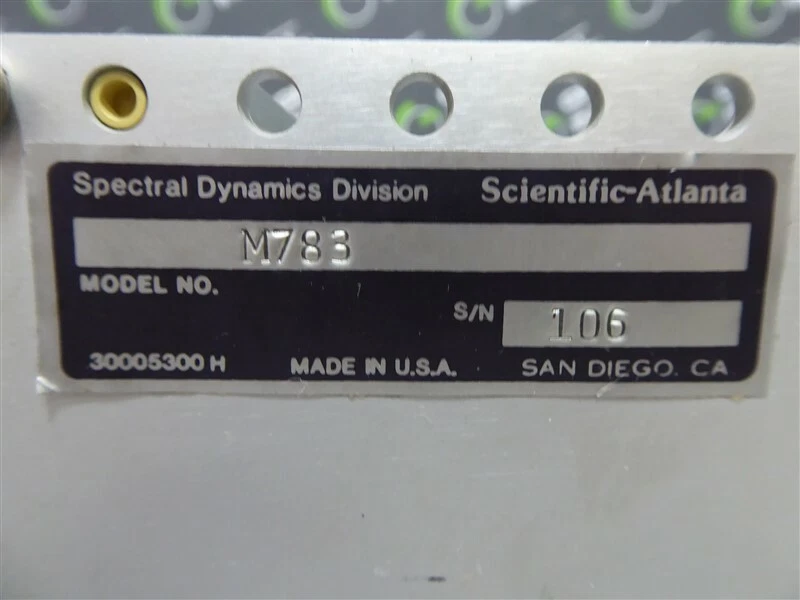 Spectral Dynamics Division Scientific-Atlanta
M783
MODEL NO.
S/N 106
30005300 H MADE IN U.S.A. SAN DIEGO. CA